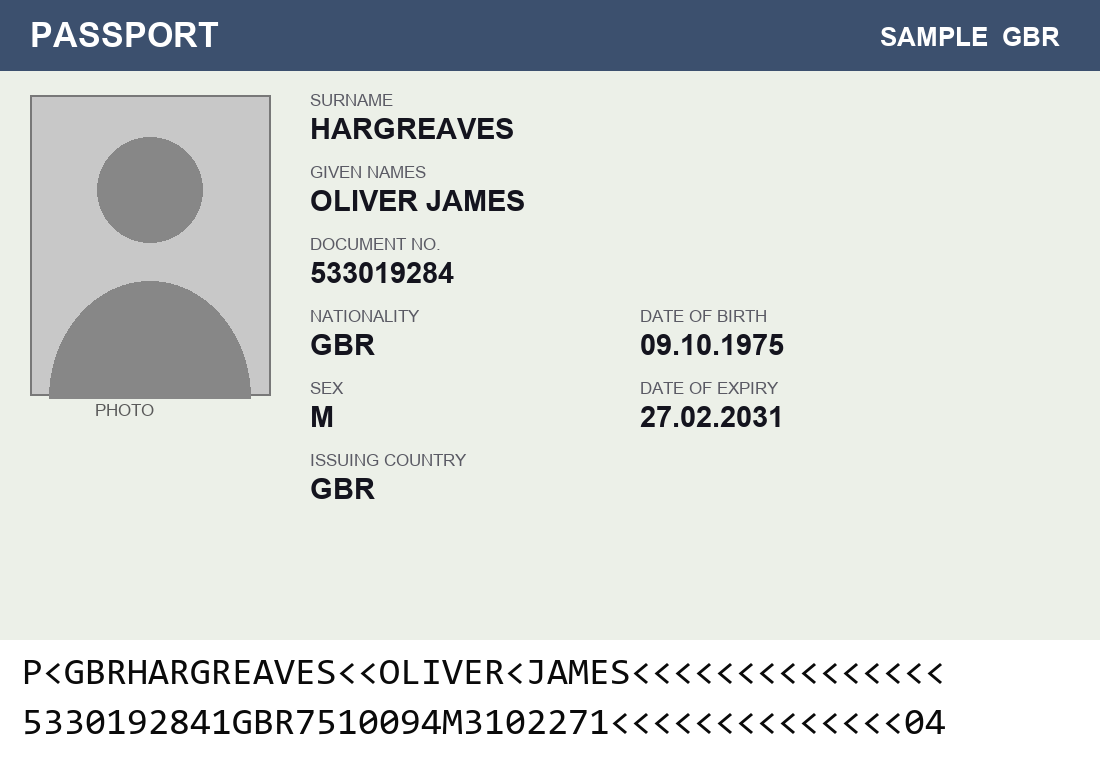 PASSPORT
SAMPLE GBR
SURNAME
HARGREAVES
GIVEN NAMES
OLIVER JAMES
DOCUMENT NO.
533019284
NATIONALITY
GBR
DATE OF BIRTH
09.10.1975
SEX
M
DATE OF EXPIRY
27.02.2031
ISSUING COUNTRY
GBR
PHOTO
P<GBRHARGREAVES<<OLIVER<JAMES<<<<<<<<<<<<<<<
5330192841GBR7510094M3102271<<<<<<<<<<<<<<04